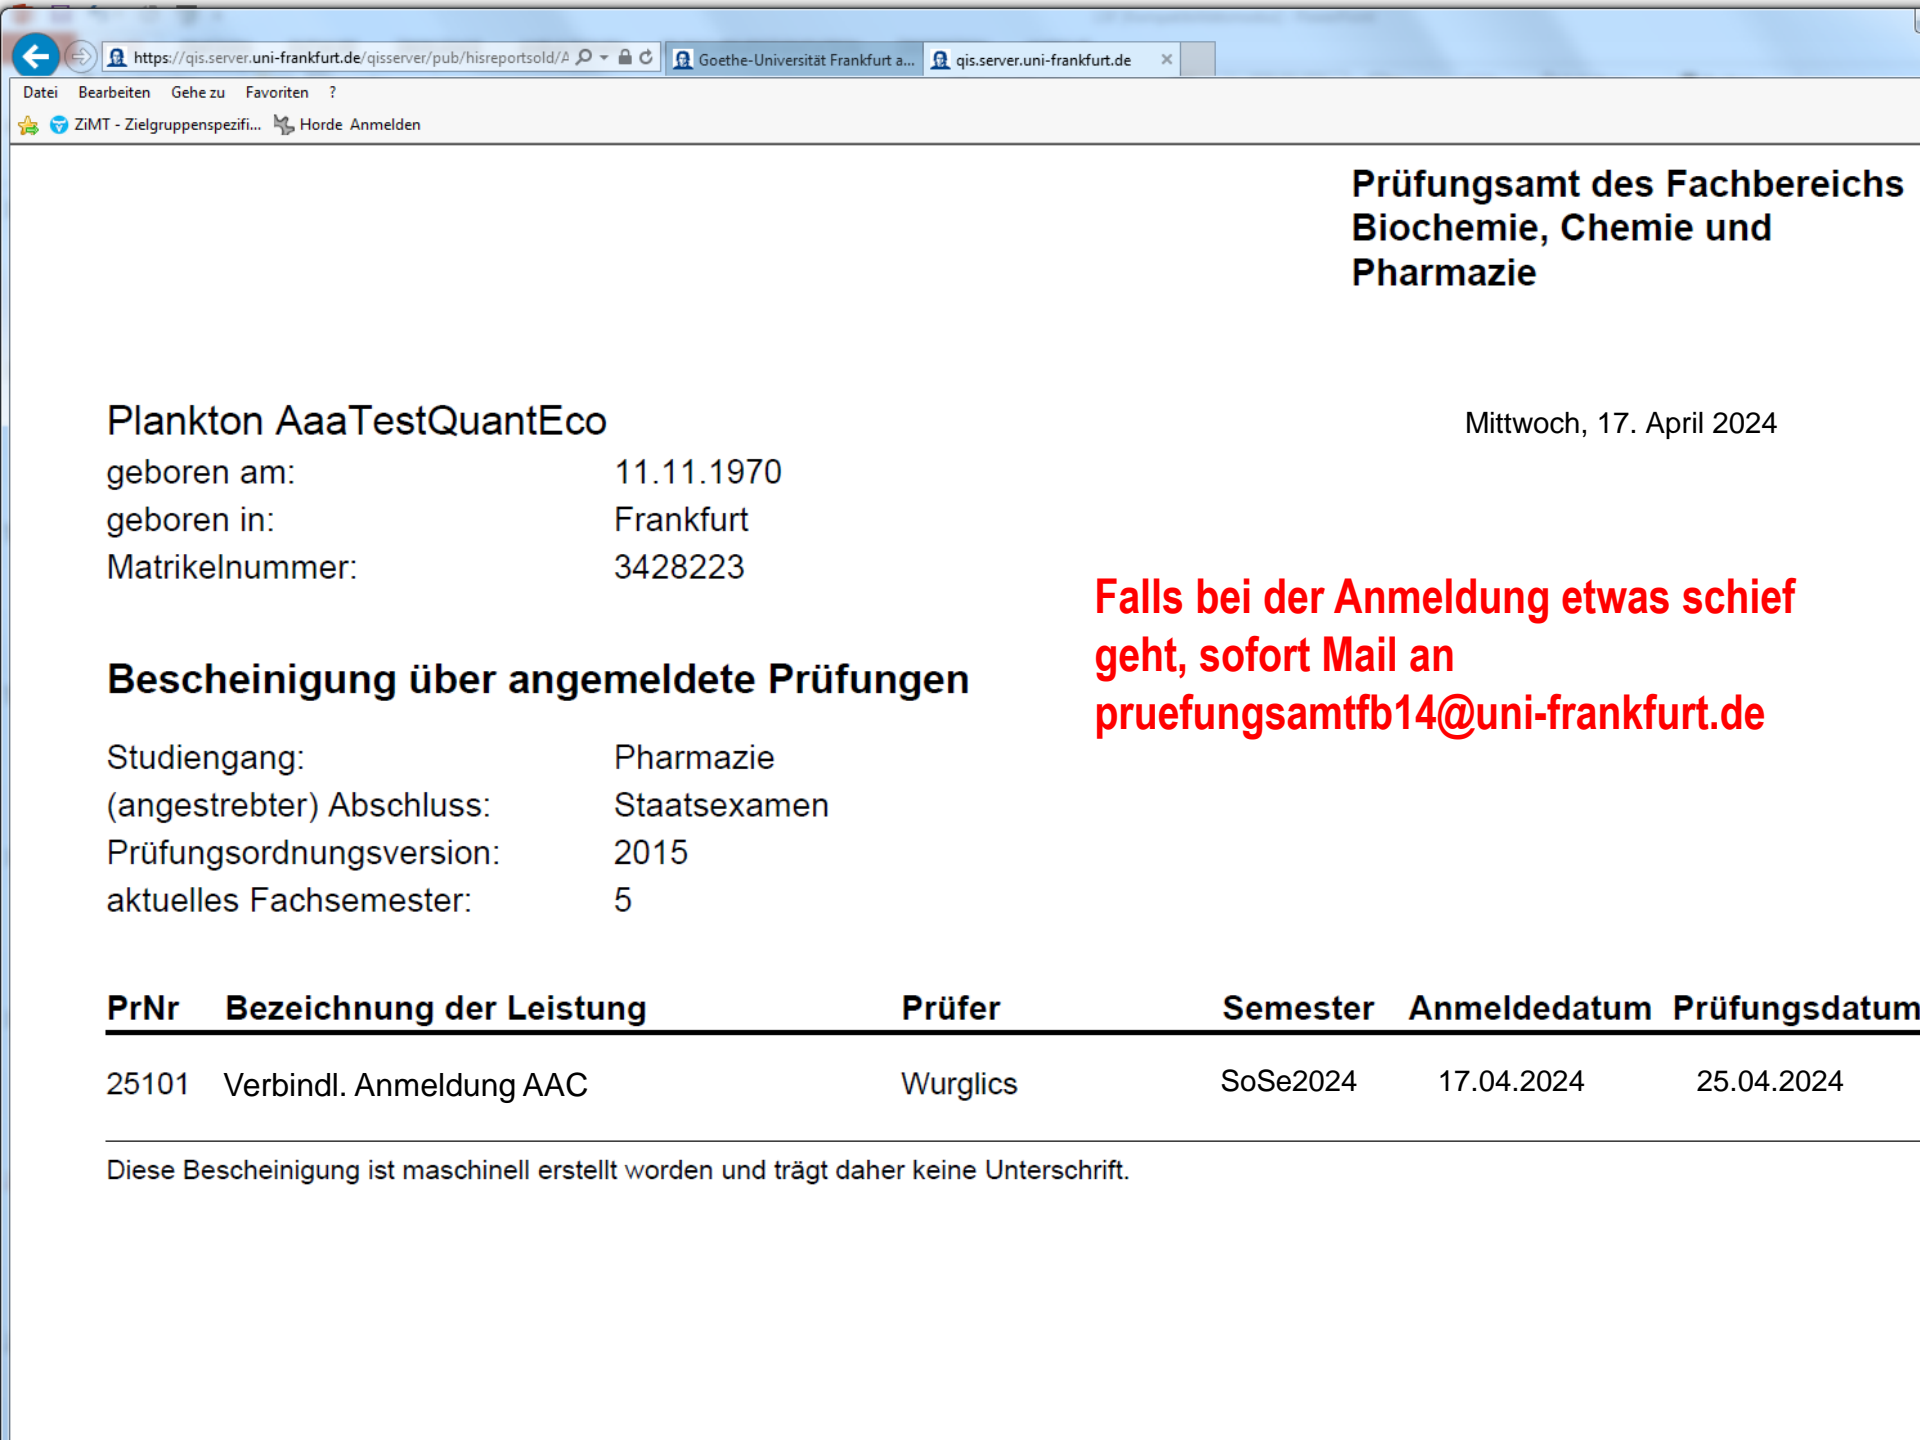 https://qis.server.uni-frankfurt.de/qisserver/pub/hisreportsold/A
Goethe-Universität Frankfurt a...
qis.server.uni-frankfurt.de
Datei Bearbeiten Gehe zu Favoriten ?
ZiMT - Zielgruppenspezifi... Horde Anmelden
Prüfungsamt des Fachbereichs
Biochemie, Chemie und
Pharmazie
Plankton AaaTestQuantEco
Mittwoch, 17. April 2024
geboren am: 11.11.1970
geboren in: Frankfurt
Matrikelnummer: 3428223
Falls bei der Anmeldung etwas schief
geht, sofort Mail an
pruefungsamtfb14@uni-frankfurt.de
Bescheinigung über angemeldete Prüfungen
Studiengang: Pharmazie
(angestrebter) Abschluss: Staatsexamen
Prüfungsordnungsversion: 2015
aktuelles Fachsemester: 5
PrNr Bezeichnung der Leistung Prüfer Semester Anmeldedatum Prüfungsdatum
25101 Verbindl. Anmeldung AAC Wurglics SoSe2024 17.04.2024 25.04.2024
Diese Bescheinigung ist maschinell erstellt worden und trägt daher keine Unterschrift.